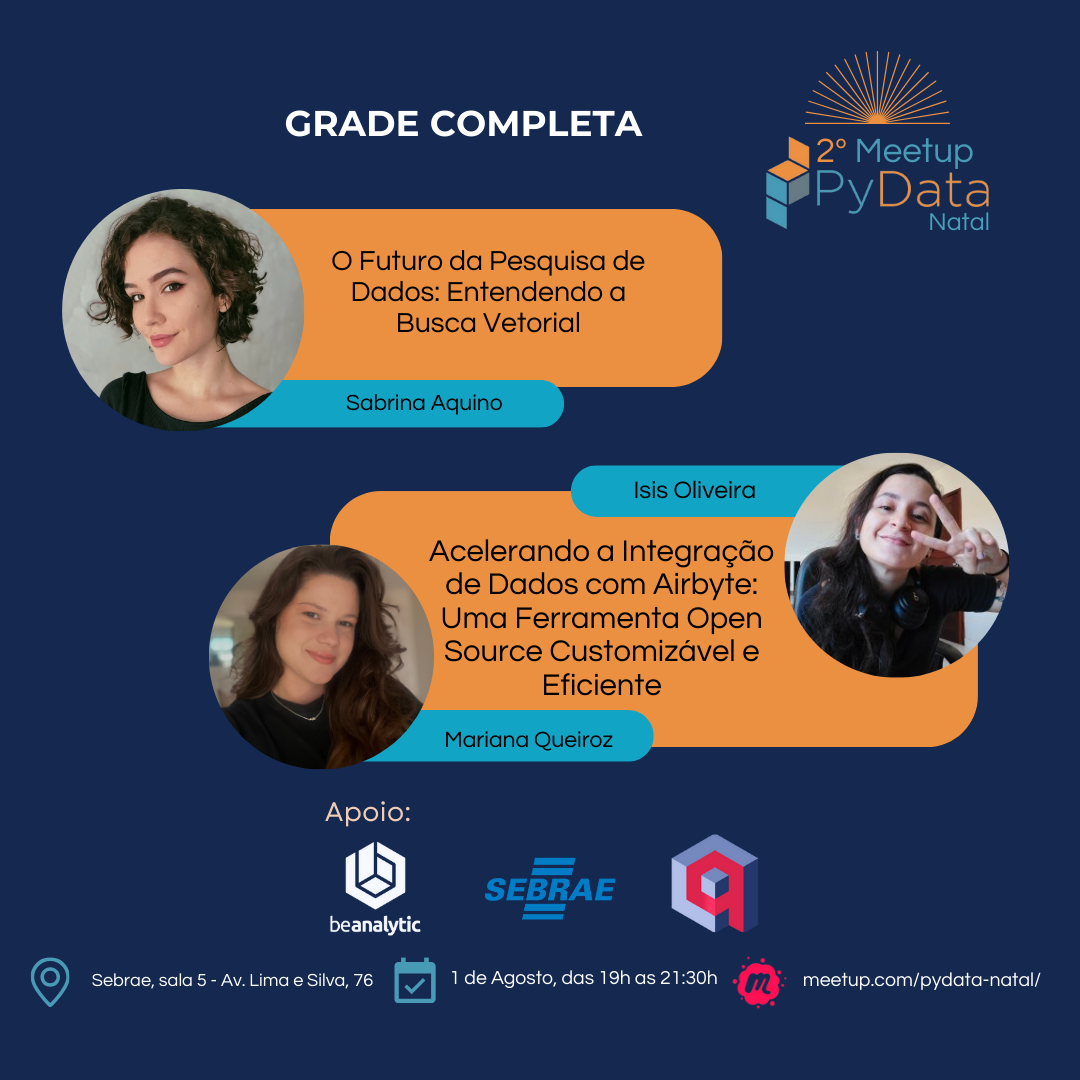 GRADE COMPLETA
2º Meetup
PyData
Natal
O Futuro da Pesquisa de
Dados: Entendendo a
Busca Vetorial
Sabrina Aquino
Isis Oliveira
Acelerando a Integração
de Dados com Airbyte:
Uma Ferramenta Open
Source Customizável e
Eficiente
Mariana Queiroz
Apoio:
beanalytic
SEBRAE
Sebrae, sala 5 - Av. Lima e Silva, 76
1 de Agosto, das 19h as 21:30h
m
meetup.com/pydata-natal/